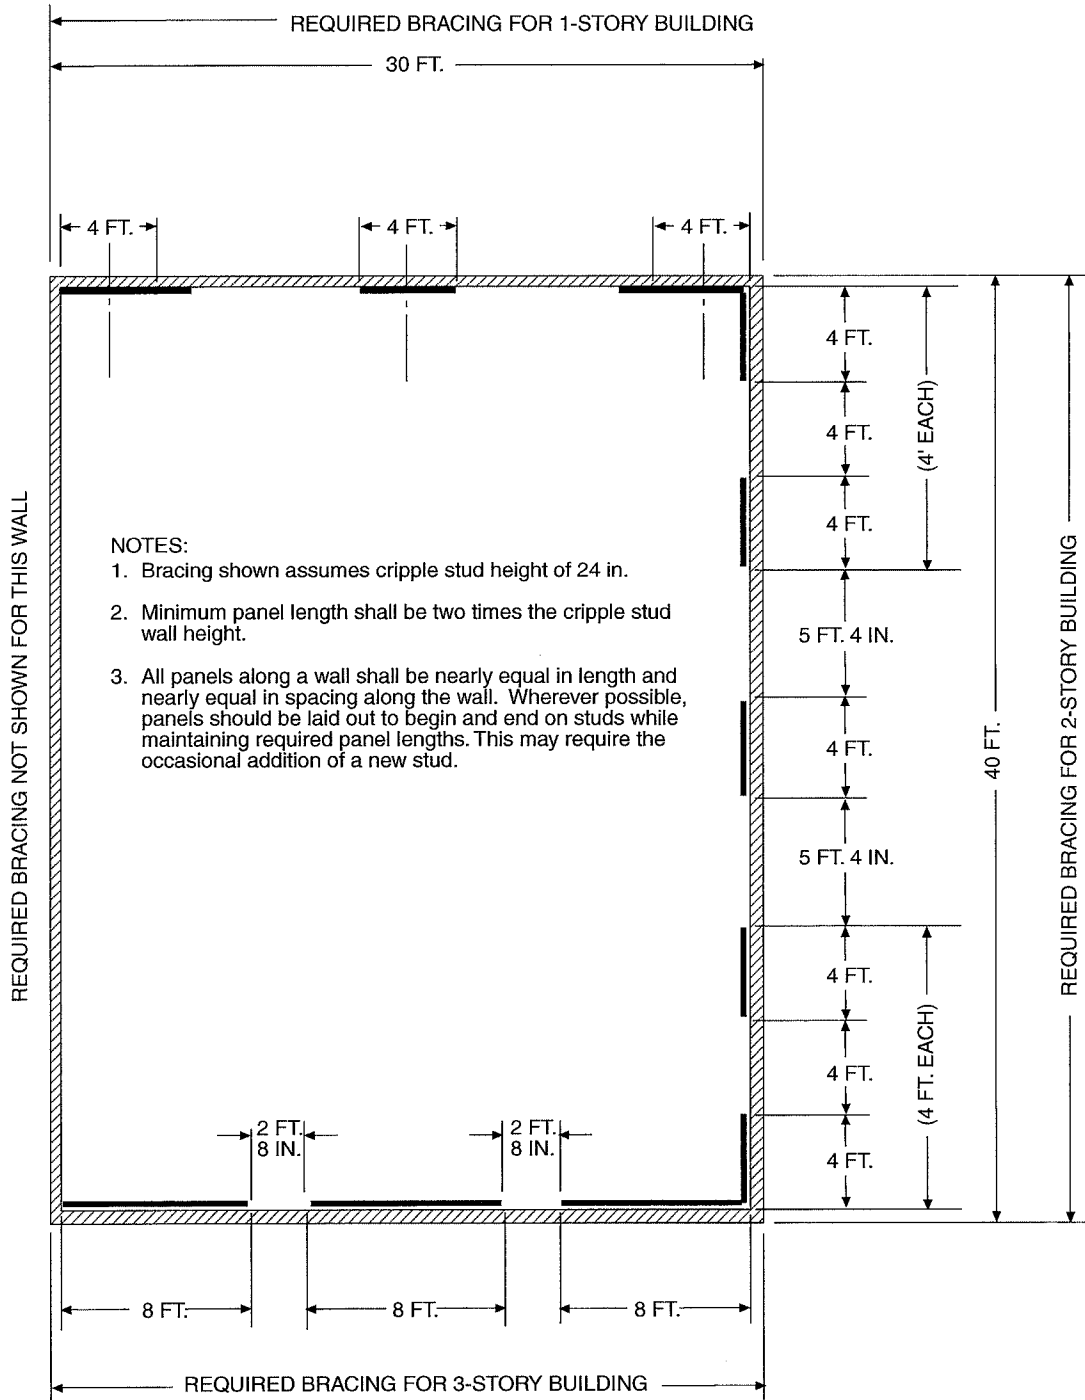 REQUIRED BRACING FOR 1-STORY BUILDING
30 FT.
4 FT.
4 FT.
4 FT.
4 FT.
4 FT.
(4' EACH)
4 FT.
REQUIRED BRACING NOT SHOWN FOR THIS WALL
NOTES:
1. Bracing shown assumes cripple stud height of 24 in.
2. Minimum panel length shall be two times the cripple stud
wall height.
3. All panels along a wall shall be nearly equal in length and
nearly equal in spacing along the wall. Wherever possible,
panels should be laid out to begin and end on studs while
maintaining required panel lengths. This may require the
occasional addition of a new stud.
5 FT. 4 IN.
4 FT.
40 FT.
REQUIRED BRACING FOR 2-STORY BUILDING
5 FT. 4 IN.
4 FT.
4 FT.
(4 FT. EACH)
4 FT.
2 FT.
8 IN.
2 FT.
8 IN.
8 FT.
8 FT.
8 FT.
REQUIRED BRACING FOR 3-STORY BUILDING